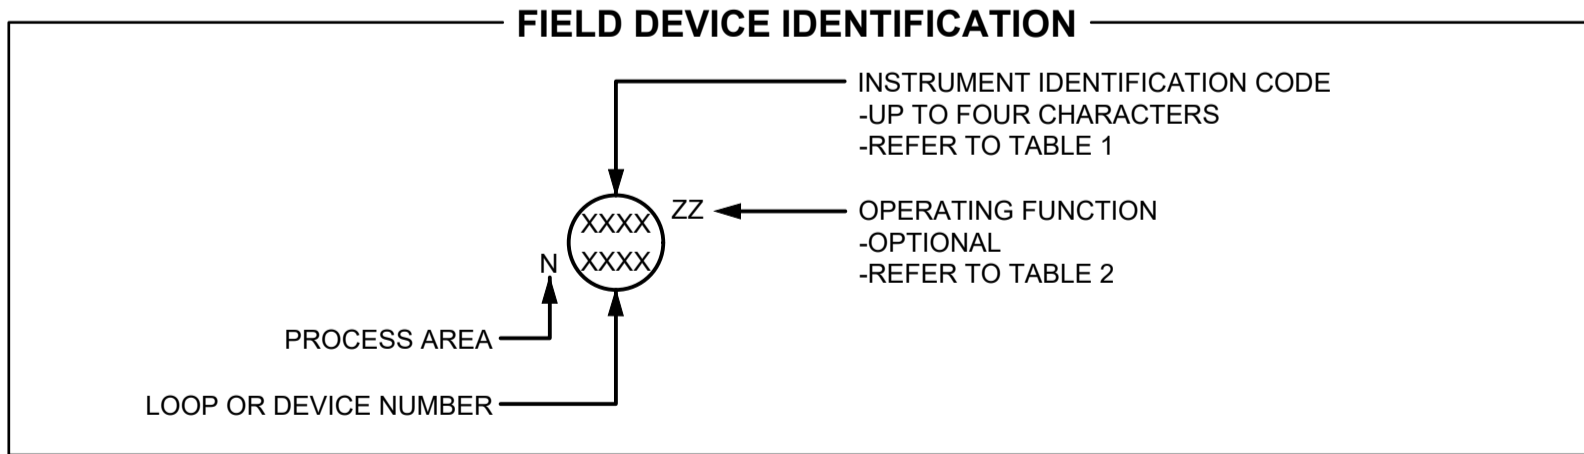 FIELD DEVICE IDENTIFICATION
INSTRUMENT IDENTIFICATION CODE
-UP TO FOUR CHARACTERS
-REFER TO TABLE 1
XXXX
ZZ
OPERATING FUNCTION
-OPTIONAL
-REFER TO TABLE 2
N
XXXX
PROCESS AREA
LOOP OR DEVICE NUMBER